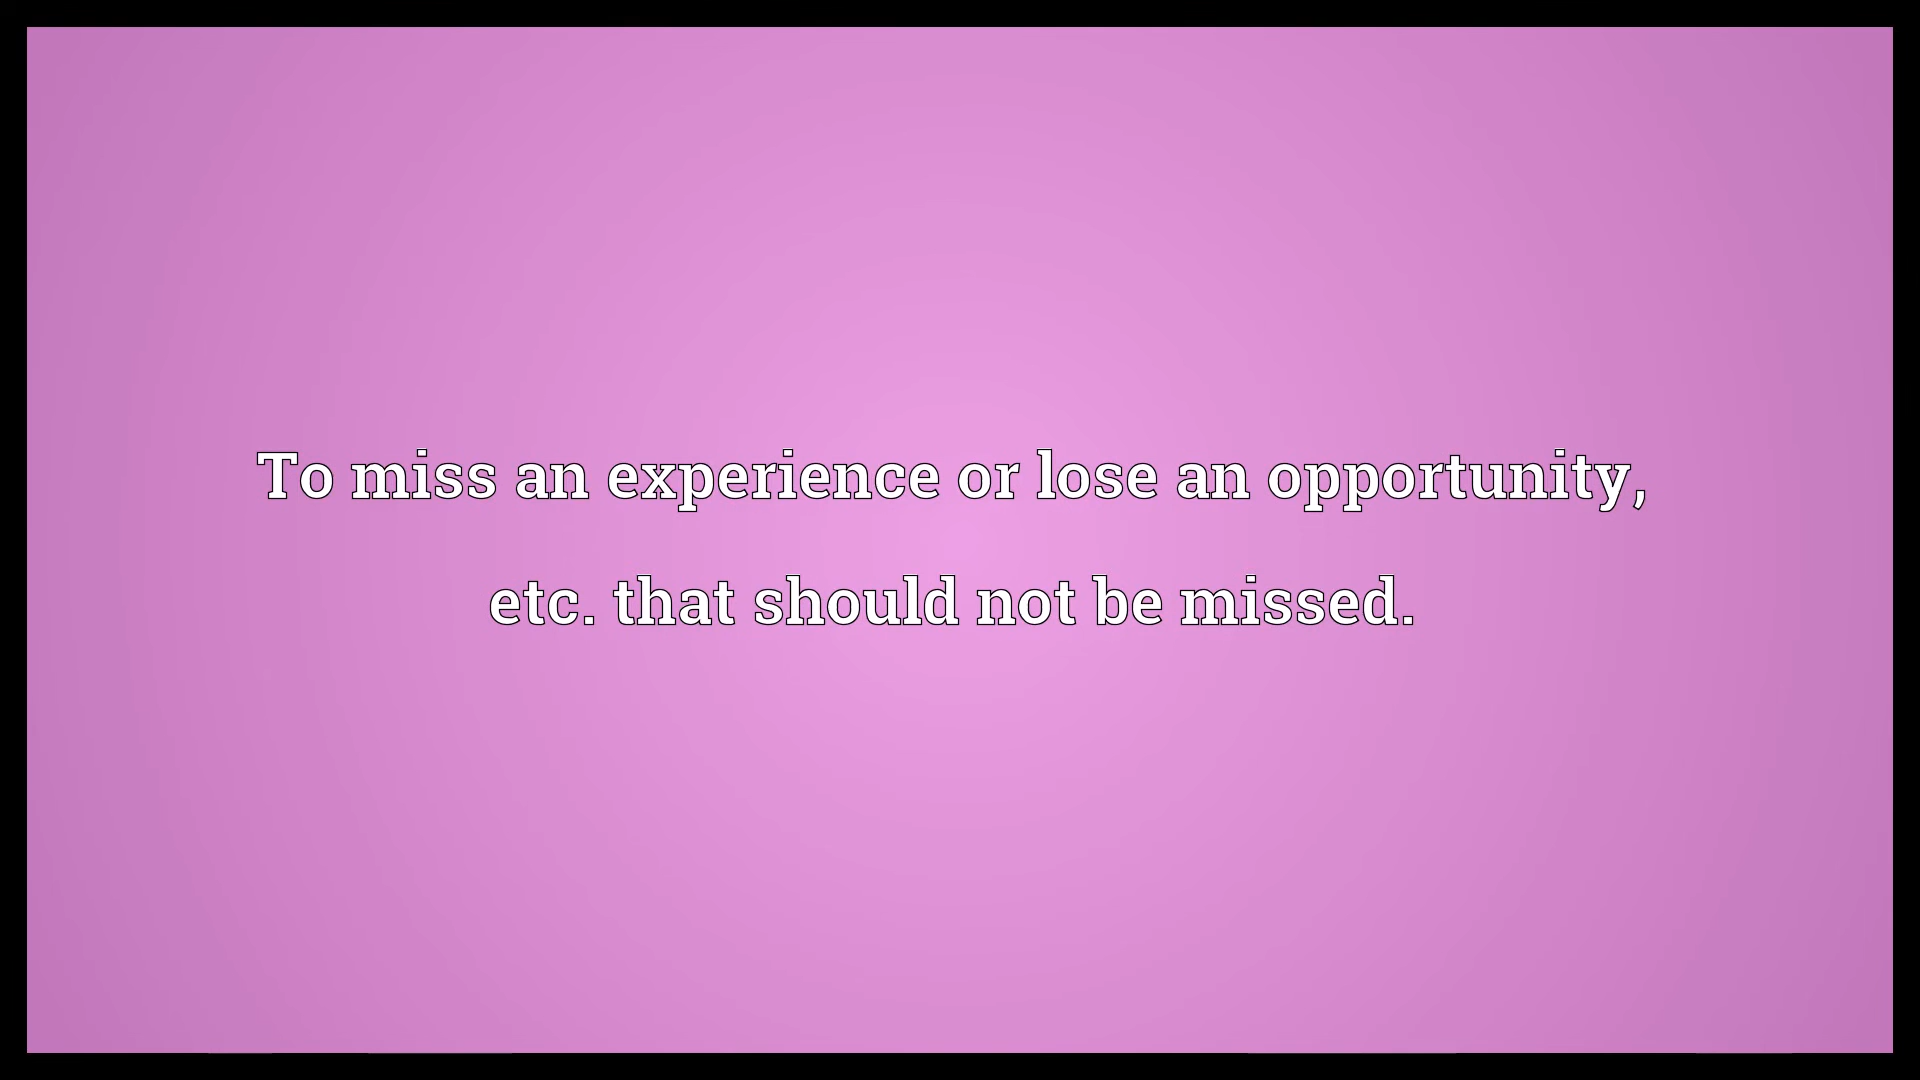 To miss an experience or lose an opportunity,
etc. that should not be missed.